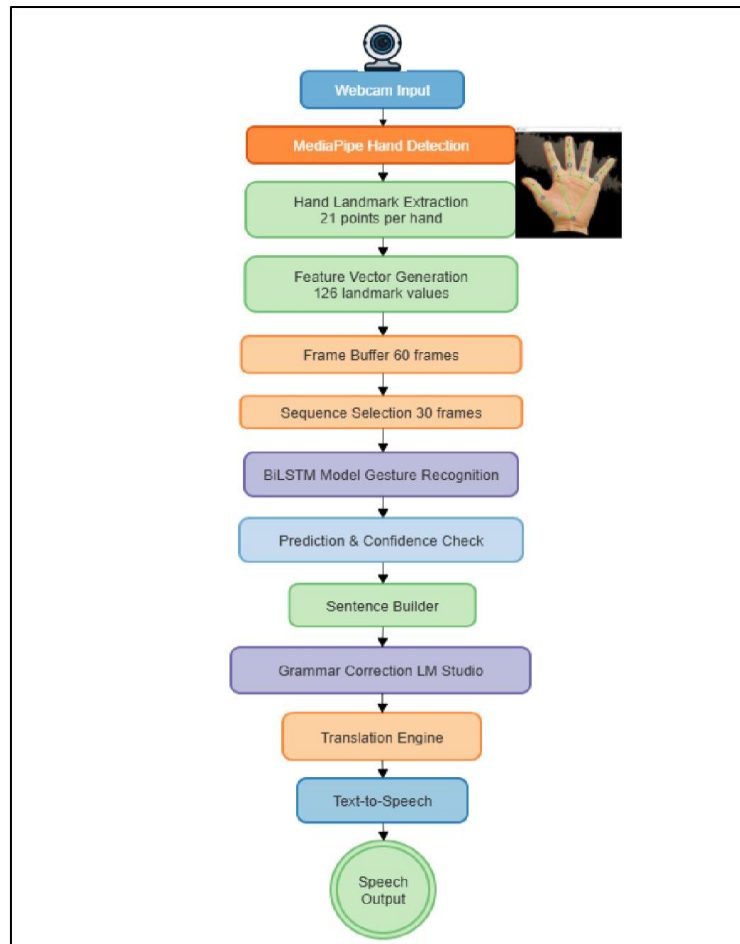 Webcam Input
MediaPipe Hand Detection
Hand Landmark Extraction
21 points per hand
Feature Vector Generation
126 landmark values
Frame Buffer 60 frames
Sequence Selection 30 frames
BiLSTM Model Gesture Recognition
Prediction & Confidence Check
Sentence Builder
Grammar Correction LM Studio
Translation Engine
Text-to-Speech
Speech
Output